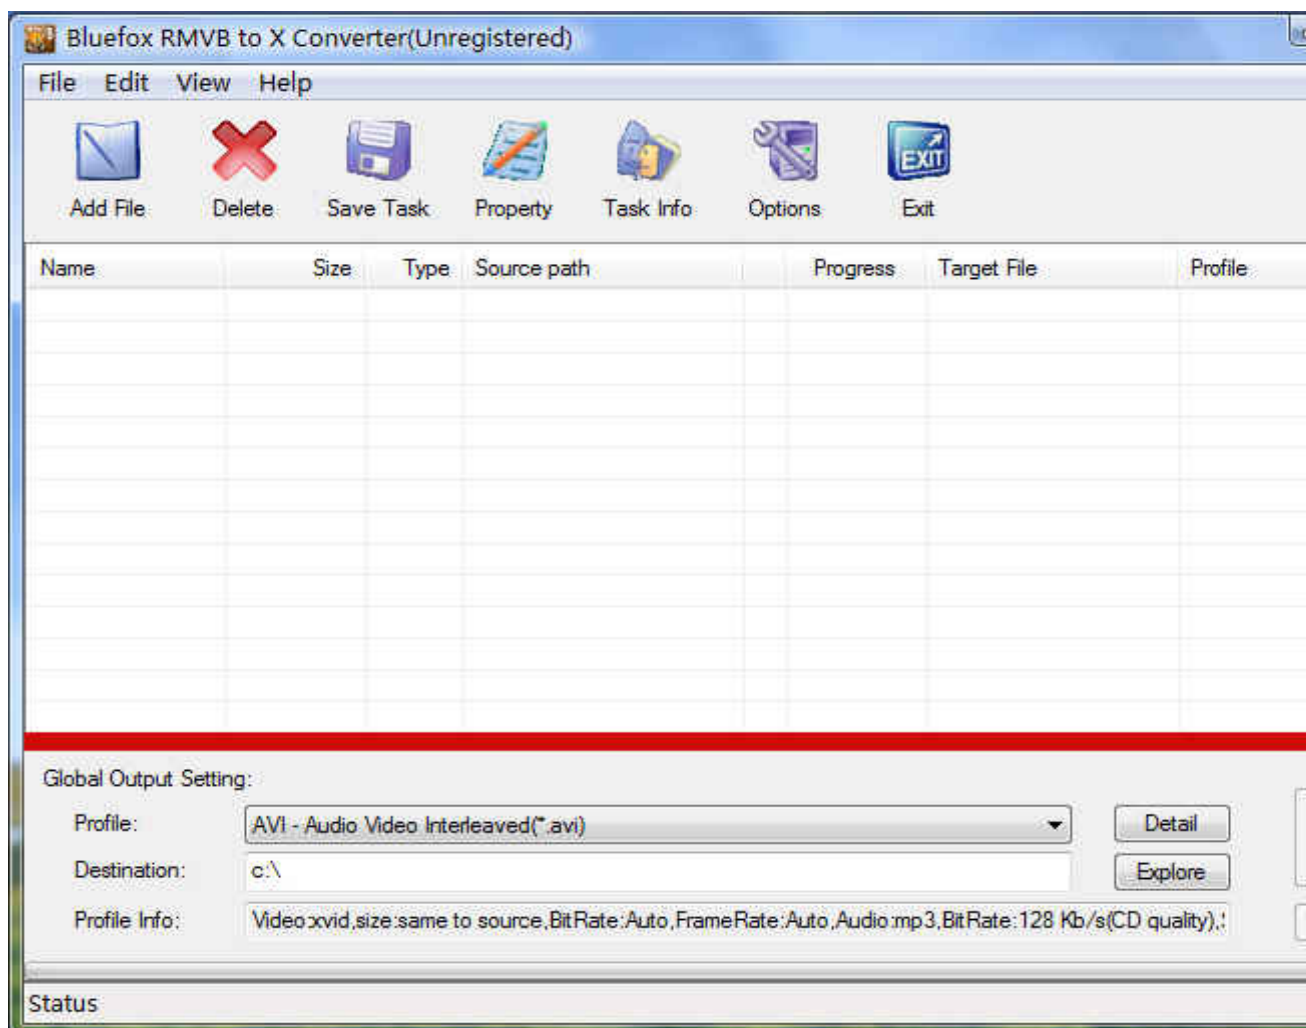 Bluefox RMVB to X Converter(Unregistered)
File Edit View Help
EXIT
Add File Delete Save Task Property Task Info Options Exit
Name Size Type Source path Progress Target File Profile
Global Output Setting:
Profile: AVI - Audio Video Interleaved(*.avi) Detail
Destination: c:\ Explore
Profile Info: Video:xvid,size:same to source,BitRate:Auto,FrameRate:Auto,Audio:mp3,BitRate:128 Kb/s(CD quality),
Status